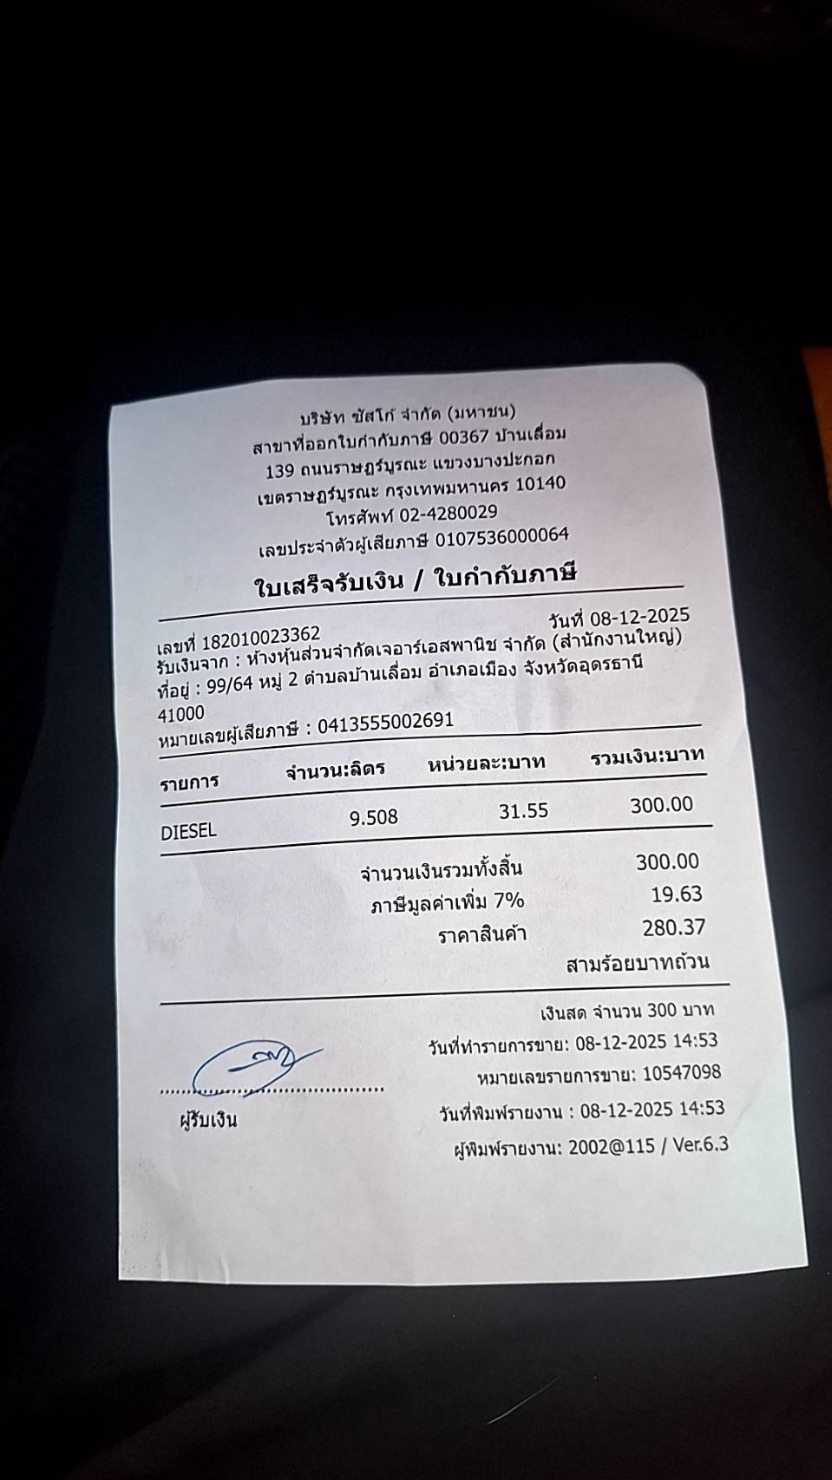 บริษัท ซัสโก้ จำกัด (มหาชน)
สาขาที่ออกใบกำกับภาษี 00367 บ้านเลื่อม
139 ถนนราษฎร์บูรณะ แขวงบางปะกอก
เขตราษฎร์บูรณะ กรุงเทพมหานคร 10140
โทรศัพท์ 02-4280029
เลขประจำตัวผู้เสียภาษี 0107536000064
ใบเสร็จรับเงิน / ใบกำกับภาษี
เลขที่ 182010023362 วันที่ 08-12-2025
รับเงินจาก : ห้างหุ้นส่วนจำกัดเจอาร์เอสพานิช จำกัด (สำนักงานใหญ่)
ที่อยู่ : 99/64 หมู่ 2 ตำบลบ้านเลื่อม อำเภอเมือง จังหวัดอุดรธานี
41000
หมายเลขผู้เสียภาษี : 0413555002691
รายการ จำนวน:ลิตร หน่วยละ:บาท รวมเงิน:บาท
DIESEL 9.508 31.55 300.00
จำนวนเงินรวมทั้งสิ้น 300.00
ภาษีมูลค่าเพิ่ม 7% 19.63
ราคาสินค้า 280.37
สามร้อยบาทถ้วน
เงินสด จำนวน 300 บาท
วันที่ทำรายการขาย: 08-12-2025 14:53
หมายเลขรายการขาย: 10547098
ผู้รับเงิน
วันที่พิมพ์รายงาน : 08-12-2025 14:53
ผู้พิมพ์รายงาน: 2002@115 / Ver.6.3